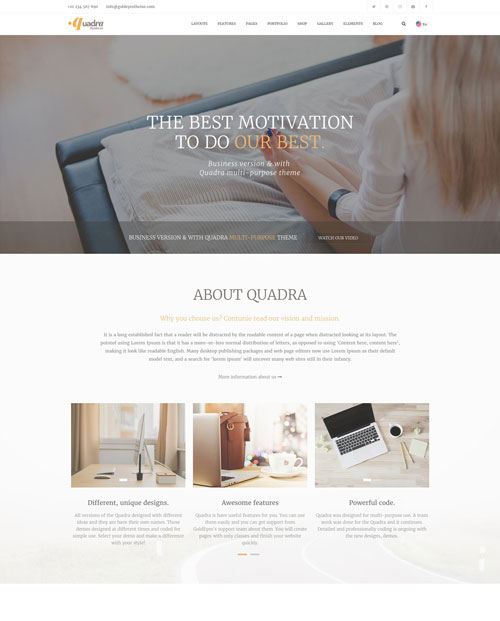 +01 234 567 890 info@goldeyestheme.com
Quadra
LAYOUTS FEATURES PAGES PORTFOLIO SHOP GALLERY ELEMENTS BLOG En
THE BEST MOTIVATION
TO DO OUR BEST.
Business version & with
Quadra multi-purpose theme
BUSINESS VERSION & WITH QUADRA MULTI-PURPOSE THEME WATCH OUR VIDEO
ABOUT QUADRA
Why you choose us? Contunie read our vision and mission.
It is a long established fact that a reader will be distracted by the readable content of a page when distracted looking at its layout. The
pointof using Lorem Ipsum is that it has a more-or-less normal distribution of letters, as opposed to using 'Content here, content here',
making it look like readable English. Many desktop publishing packages and web page editors now use Lorem Ipsum as their default
model text, and a search for 'lorem ipsum' will uncover many web sites still in their infancy.
More information about us
Different, unique designs.
All versions of the Quadra designed with different
ideas and they are have their own names. These
demos designed at different times and coded for
simple use. Select your demo and make a difference
with your style!
Awesome features
Quadra is have useful features for you. You can use
there easily and you can get support from
GoldEyes's support team about them. You will create
pages with only classes and finish your website
quickly.
Powerful code.
Quadra was designed for multi-purpose use. A team
work was done for the Quadra and it continues.
Detailed and professional coding is ongoing with
the new designs, demos.